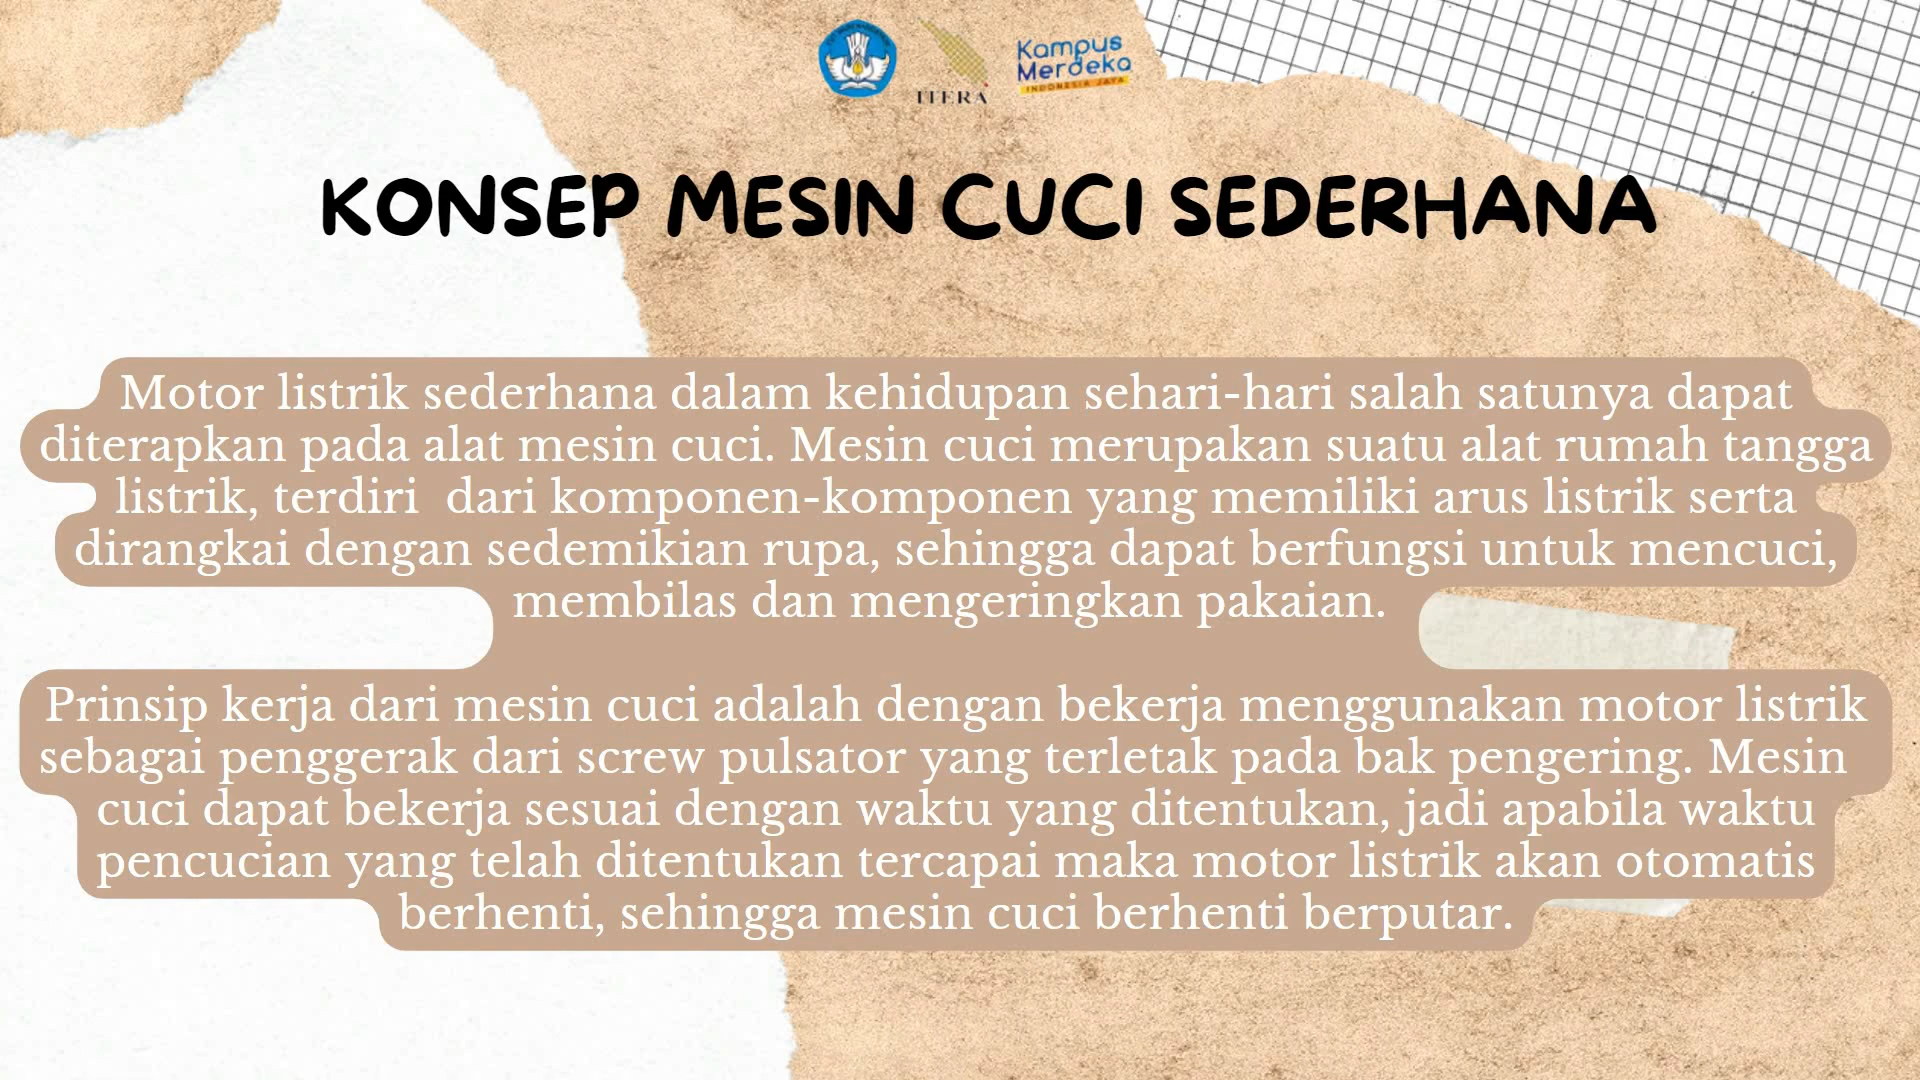 ITERA
Kampus
Merdeka
INDONESIA JAYA
KONSEP MESIN CUCI SEDERHANA
Motor listrik sederhana dalam kehidupan sehari-hari salah satunya dapat
diterapkan pada alat mesin cuci. Mesin cuci merupakan suatu alat rumah tangga
listrik, terdiri  dari komponen-komponen yang memiliki arus listrik serta
dirangkai dengan sedemikian rupa, sehingga dapat berfungsi untuk mencuci,
membilas dan mengeringkan pakaian.
Prinsip kerja dari mesin cuci adalah dengan bekerja menggunakan motor listrik
sebagai penggerak dari screw pulsator yang terletak pada bak pengering. Mesin
cuci dapat bekerja sesuai dengan waktu yang ditentukan, jadi apabila waktu
pencucian yang telah ditentukan tercapai maka motor listrik akan otomatis
berhenti, sehingga mesin cuci berhenti berputar.